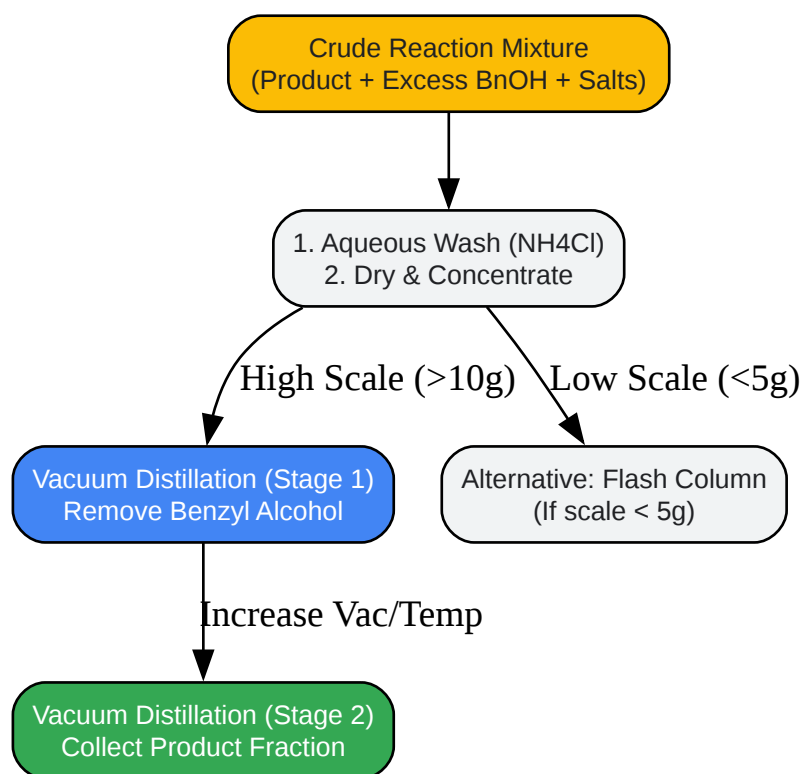 Crude Reaction Mixture
(Product + Excess BnOH + Salts)
1. Aqueous Wash (NH4Cl)
2. Dry & Concentrate
High Scale (>10g)
Low Scale (<5g)
Vacuum Distillation (Stage 1)
Remove Benzyl Alcohol
Alternative: Flash Column
(If scale < 5g)
Increase Vac/Temp
Vacuum Distillation (Stage 2)
Collect Product Fraction